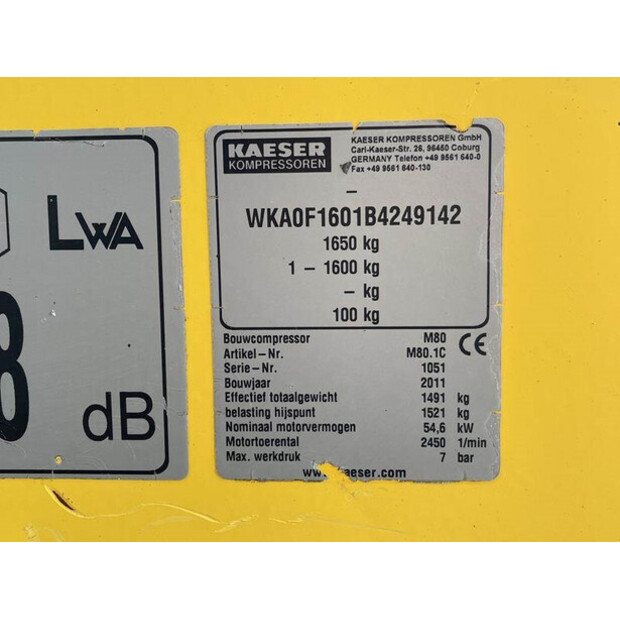 LWA
8
dB
KAESER
KOMPRESSOREN
KAESER KOMPRESSOREN GmbH
Carl-Kaeser-Str. 26, 96450 Coburg
GERMANY Telefon +49 9561 640-0
Fax +49 9561 640-130
–
WKA0F1601B4249142
1650 kg
1 – 1600 kg
– kg
100 kg
Bouwcompressor M80
Artikel–Nr. M80.1C
CE
Serie–Nr. 1051
Bouwjaar 2011
Effectief totaalgewicht 1491 kg
belasting hijspunt 1521 kg
Nominaal motorvermogen 54,6 kW
Motortoerental 2450 1/min
Max. werkdruk 7 bar
www.kaeser.com